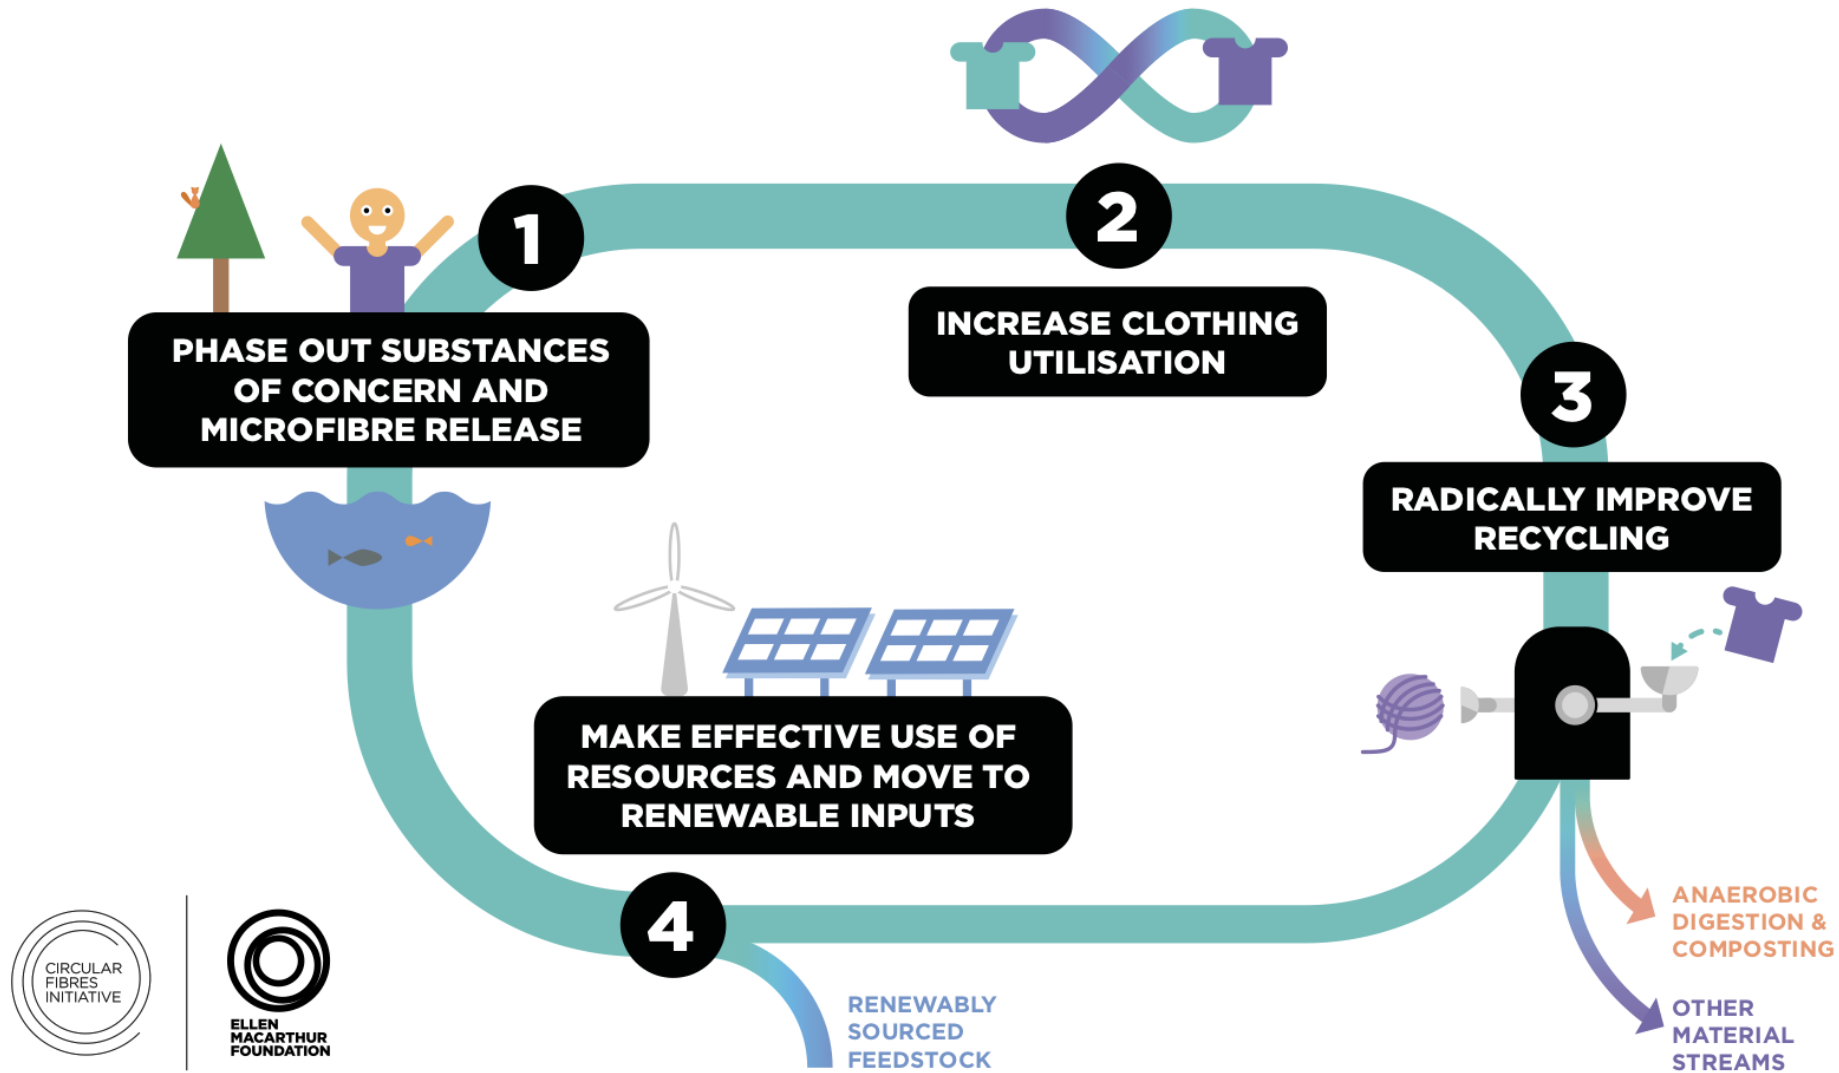 1
PHASE OUT SUBSTANCES
OF CONCERN AND
MICROFIBRE RELEASE
2
INCREASE CLOTHING
UTILISATION
3
RADICALLY IMPROVE
RECYCLING
MAKE EFFECTIVE USE OF
RESOURCES AND MOVE TO
RENEWABLE INPUTS
4
RENEWABLY
SOURCED
FEEDSTOCK
ANAEROBIC
DIGESTION &
COMPOSTING
OTHER
MATERIAL
STREAMS
CIRCULAR
FIBRES
INITIATIVE
ELLEN
MACARTHUR
FOUNDATION